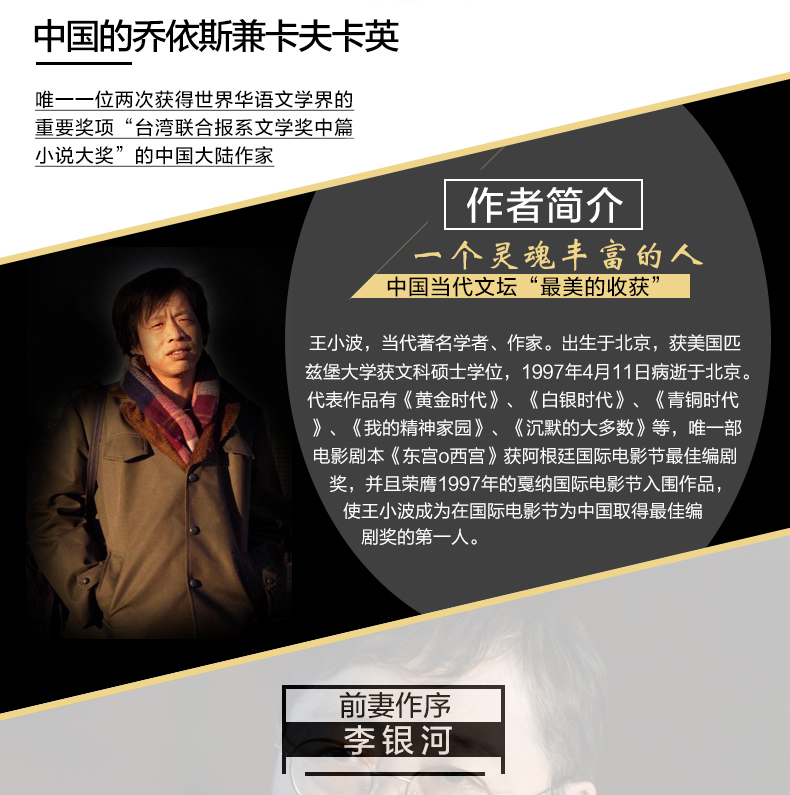 中国的乔依斯兼卡夫卡英
唯一一位两次获得世界华语文学界的
重要奖项“台湾联合报系文学奖中篇
小说大奖”的中国大陆作家
作者简介
一个灵魂丰富的人
中国当代文坛“最美的收获”
王小波，当代著名学者、作家。出生于北京，获美国匹
兹堡大学获文科硕士学位，1997年4月11日病逝于北京。
代表作品有《黄金时代》、《白银时代》、《青铜时代
》、《我的精神家园》、《沉默的大多数》等，唯一部
电影剧本《东宫o西宫》获阿根廷国际电影节最佳编剧
奖，并且荣膺1997年的戛纳国际电影节入围作品，
使王小波成为在国际电影节为中国取得最佳编
剧奖的第一人。
前妻作序
李银河